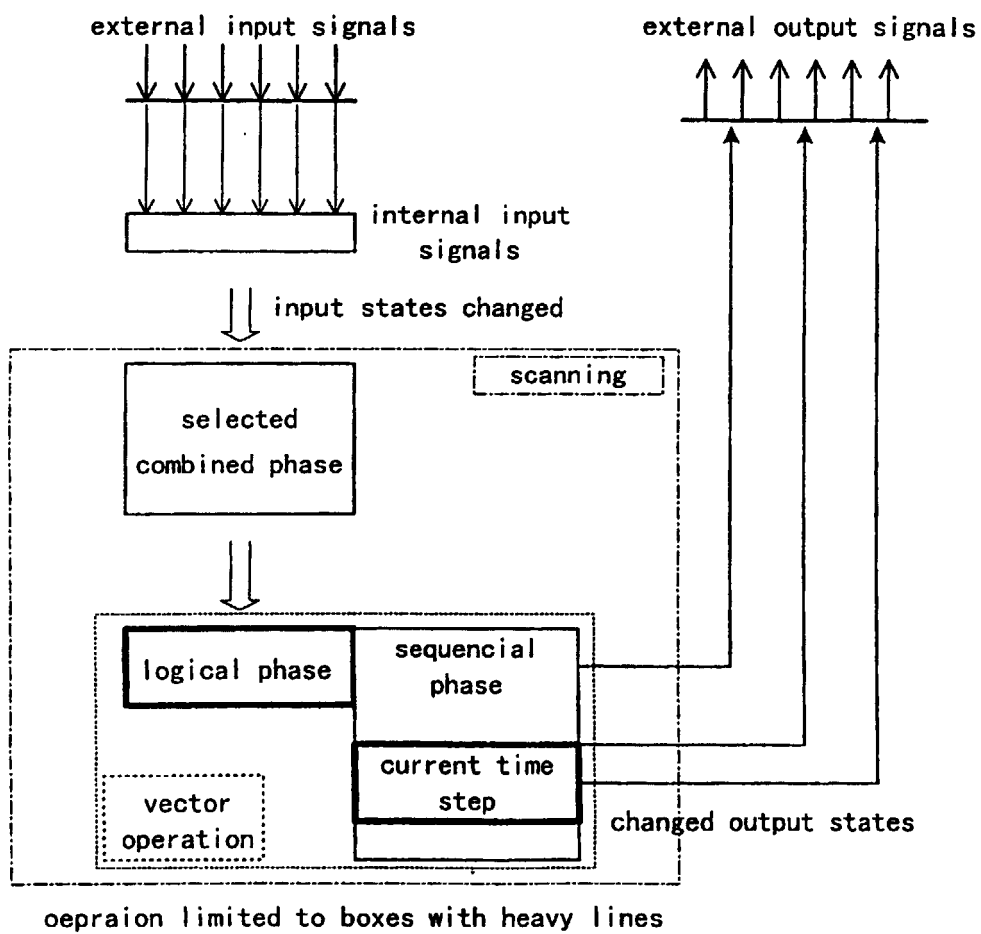 external input signals
external output signals
internal input
signals
input states changed
scanning
selected
combined phase
logical phase
sequencial
phase
current time
step
vector
operation
changed output states
oepraion limited to boxes with heavy lines